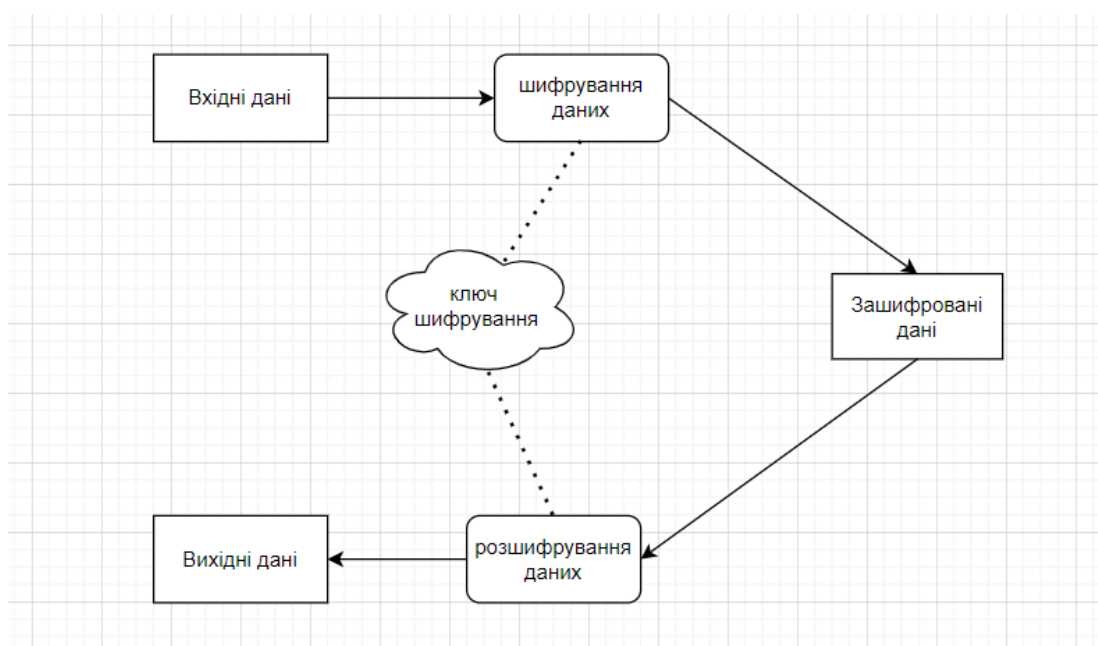 Вхідні дані
шифрування
даних
ключ
шифрування
Зашифровані
дані
Вихідні дані
розшифрування
даних